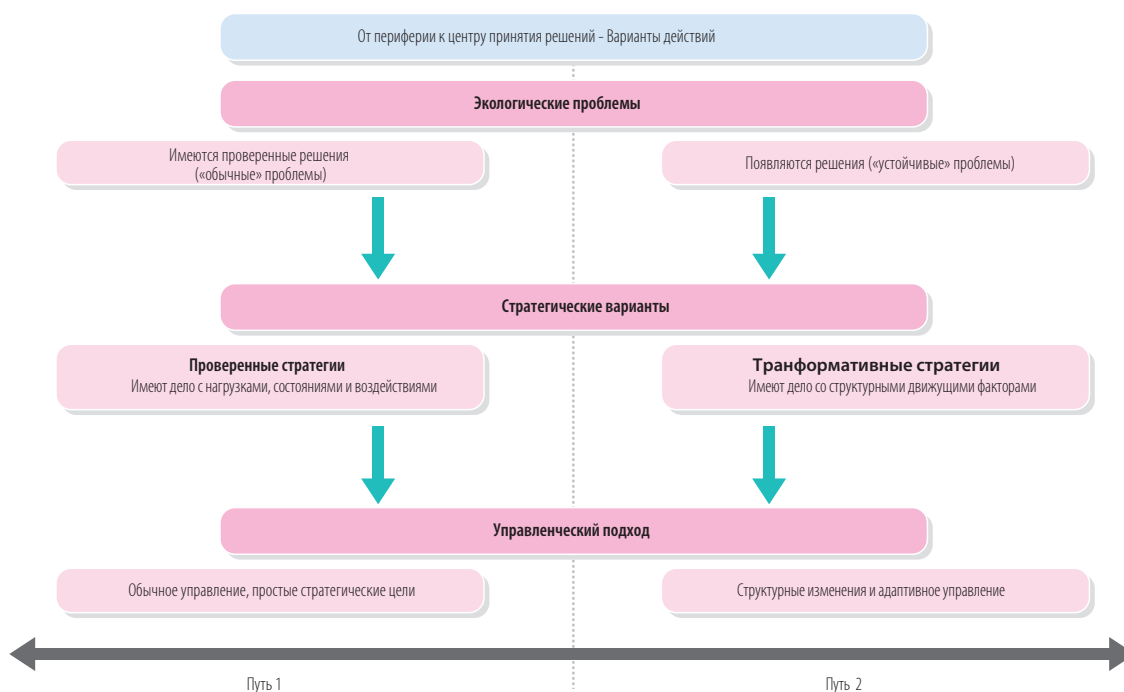 От периферии к центру принятия решений - Варианты действий
Экологические проблемы
Имеются проверенные решения
(«обычные» проблемы)
Появляются решения («устойчивые» проблемы)
Стратегические варианты
Проверенные стратегии
Имеют дело с нагрузками, состояниями и воздействиями
Транформативные стратегии
Имеют дело со структурными движущими факторами
Управленческий подход
Обычное управление, простые стратегические цели
Структурные изменения и адаптивное управление
Путь 1
Путь 2